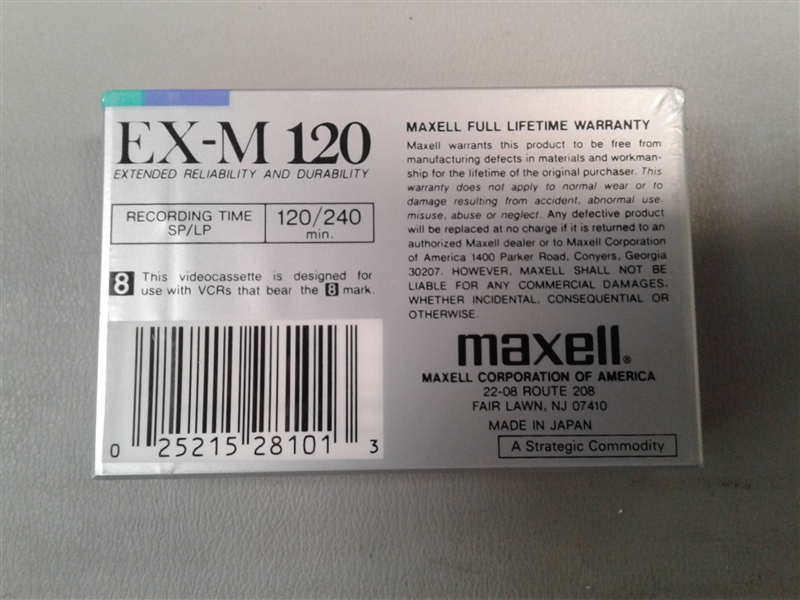 EX-M 120
EXTENDED RELIABILITY AND DURABILITY
RECORDING TIME
SP/LP
120/240
min.
8 This videocassette is designed for
use with VCRs that bear the 8 mark.
0 25215 28101 3
MAXELL FULL LIFETIME WARRANTY
Maxell warrants this product to be free from
manufacturing defects in materials and workman-
ship for the lifetime of the original purchaser. This
warranty does not apply to normal wear or to
damage resulting from accident, abnormal use,
misuse, abuse or neglect. Any defective product
will be replaced at no charge if it is returned to an
authorized Maxell dealer or to Maxell Corporation
of America 1400 Parker Road, Conyers, Georgia
30207. HOWEVER, MAXELL SHALL NOT BE
LIABLE FOR ANY COMMERCIAL DAMAGES,
WHETHER INCIDENTAL, CONSEQUENTIAL OR
OTHERWISE.
maxell®
MAXELL CORPORATION OF AMERICA
22-08 ROUTE 208
FAIR LAWN, NJ 07410
MADE IN JAPAN
A Strategic Commodity